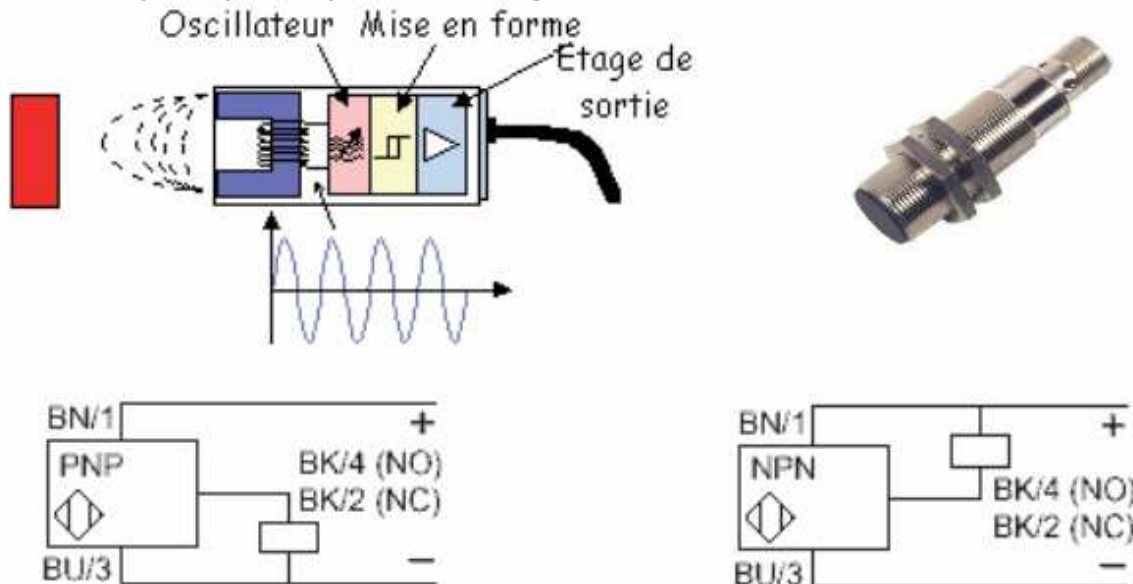 Oscillateur Mise en forme
Etage de
sortie
BN/1
+
PNP
BK/4 (NO)
BK/2 (NC)
BU/3
−
BN/1
+
NPN
BK/4 (NO)
BK/2 (NC)
BU/3
−